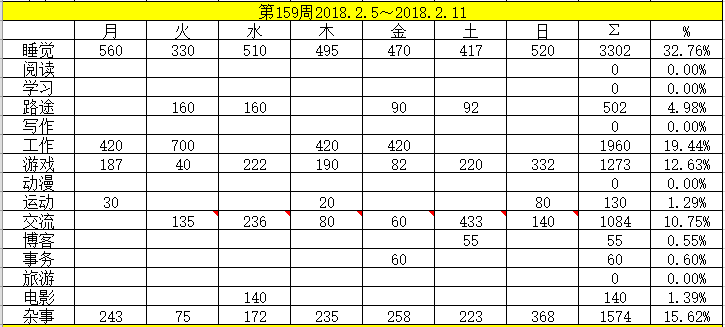 第159周2018.2.5～2018.2.11
月 火 水 木 金 土 日 Σ %
睡觉 560 330 510 495 470 417 520 3302 32.76%
阅读 0 0.00%
学习 0 0.00%
路途 160 160 90 92 502 4.98%
写作 0 0.00%
工作 420 700 420 420 1960 19.44%
游戏 187 40 222 190 82 220 332 1273 12.63%
动漫 0 0.00%
运动 30 20 80 130 1.29%
交流 135 236 80 60 433 140 1084 10.75%
博客 55 55 0.55%
事务 60 60 0.60%
旅游 0 0.00%
电影 140 140 1.39%
杂事 243 75 172 235 258 223 368 1574 15.62%